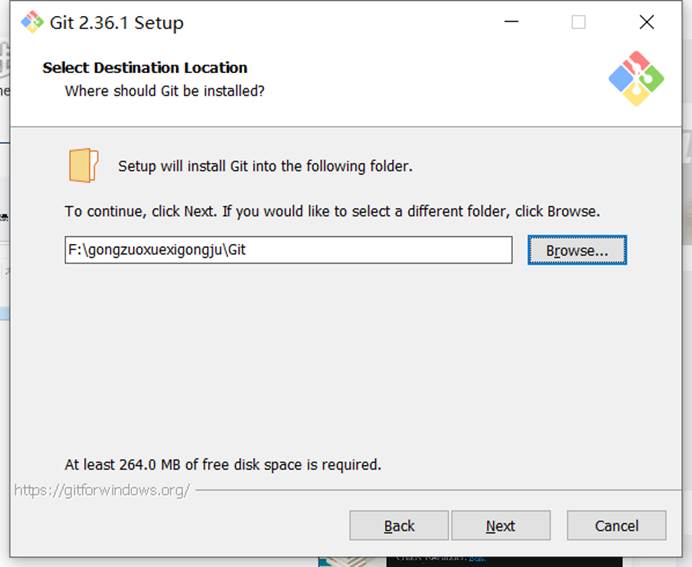 Git 2.36.1 Setup
Select Destination Location
Where should Git be installed?
Setup will install Git into the following folder.
To continue, click Next. If you would like to select a different folder, click Browse.
F:\gongzuoxuexigongju\Git
Browse...
At least 264.0 MB of free disk space is required.
https://gitforwindows.org/
Back
Next
Cancel